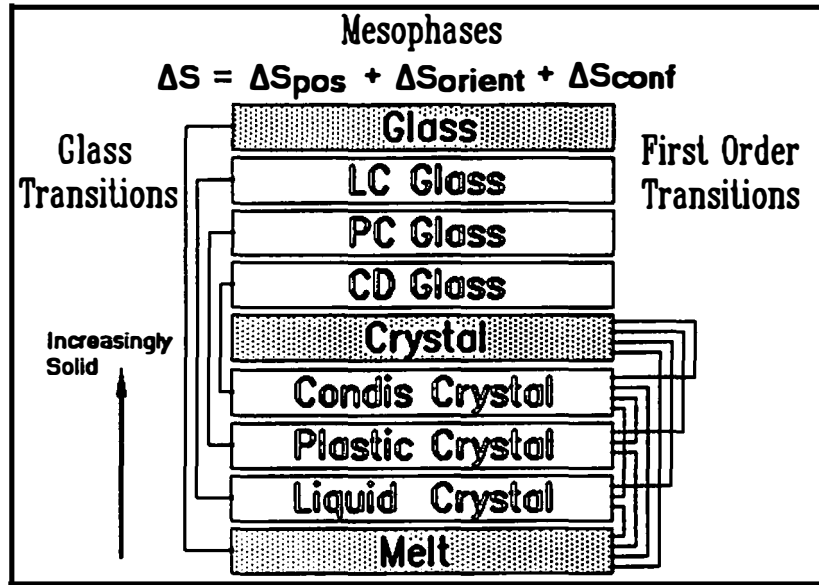 Mesophases
ΔS = ΔSpos + ΔSorient + ΔSconf
Glass
Transitions
First Order
Transitions
Glass
LC Glass
PC Glass
CD Glass
Crystal
Condis Crystal
Plastic Crystal
Liquid Crystal
Melt
Increasingly
Solid